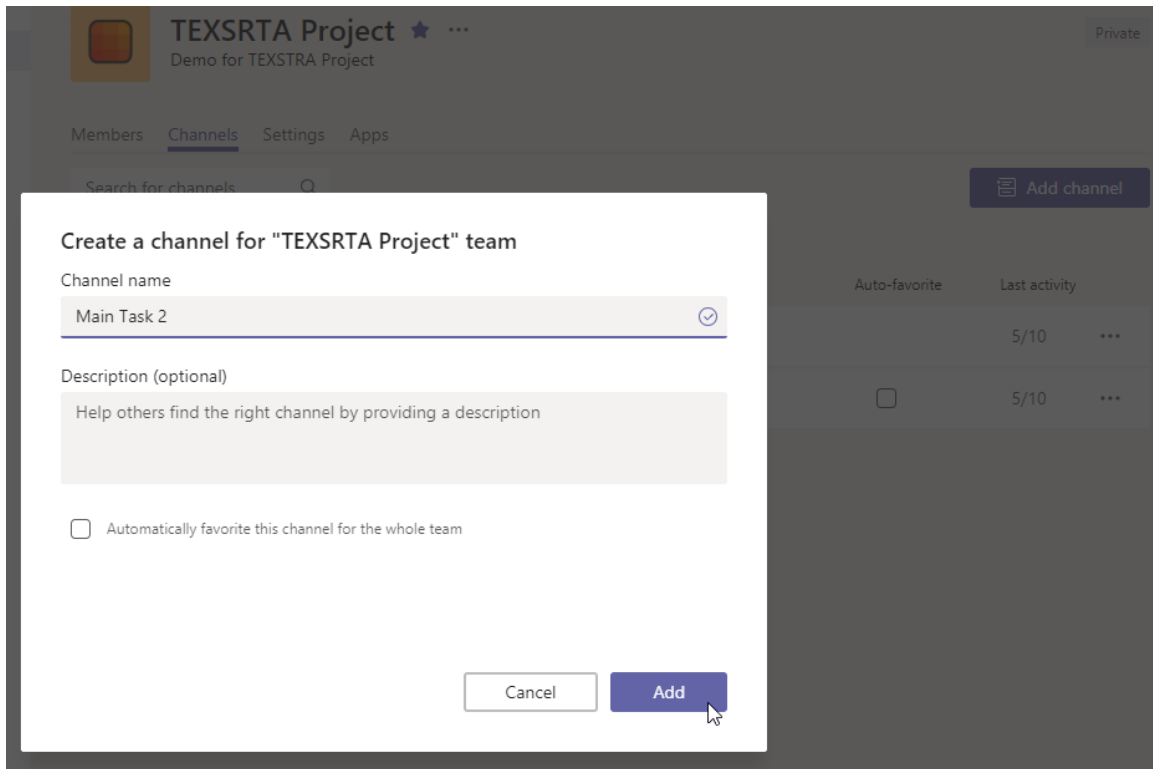 TEXSRTA Project ...
Demo for TEXSTRA Project
Private
Members Channels Settings Apps
Search for channels
Add channel
Create a channel for "TEXSRTA Project" team
Channel name
Main Task 2
Description (optional)
Help others find the right channel by providing a description
Automatically favorite this channel for the whole team
Cancel Add
Auto-favorite Last activity
5/10 ...
5/10 ...